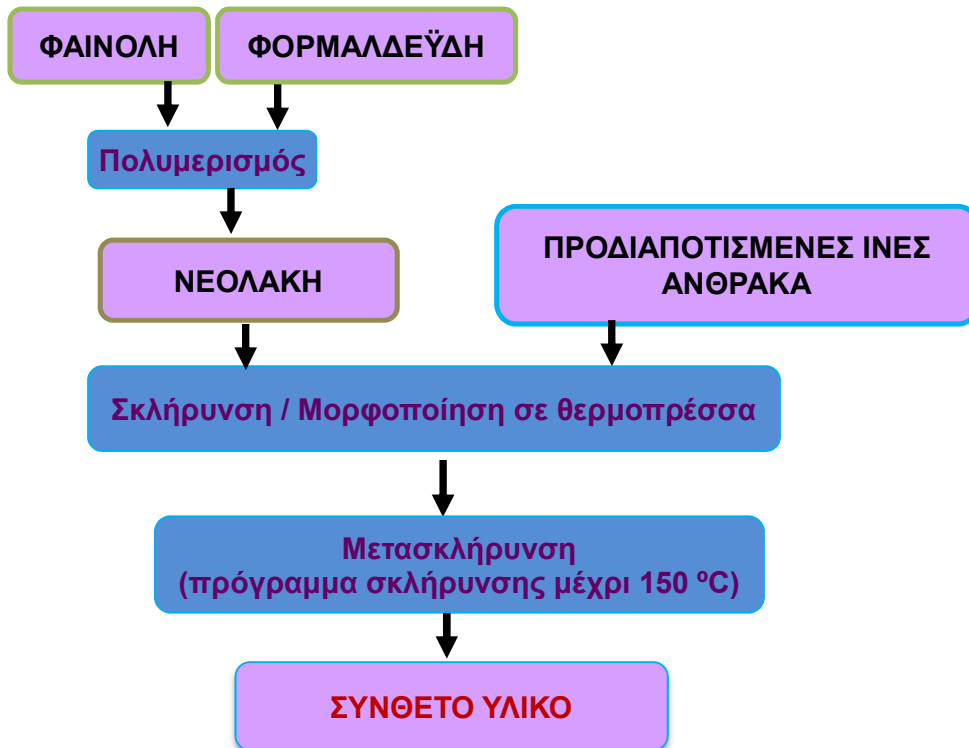 ΦΑΙΝΟΛΗ
ΦΟΡΜΑΛΔΕΫΔΗ
Πολυμερισμός
ΝΕΟΛΑΚΗ
ΠΡΟΔΙΑΠΟΤΙΣΜΕΝΕΣ ΙΝΕΣ
ΑΝΘΡΑΚΑ
Σκλήρυνση / Μορφοποίηση σε θερμοπρέσσα
Μετασκλήρυνση
(πρόγραμμα σκλήρυνσης μέχρι 150 ºC)
ΣΥΝΘΕΤΟ ΥΛΙΚΟ